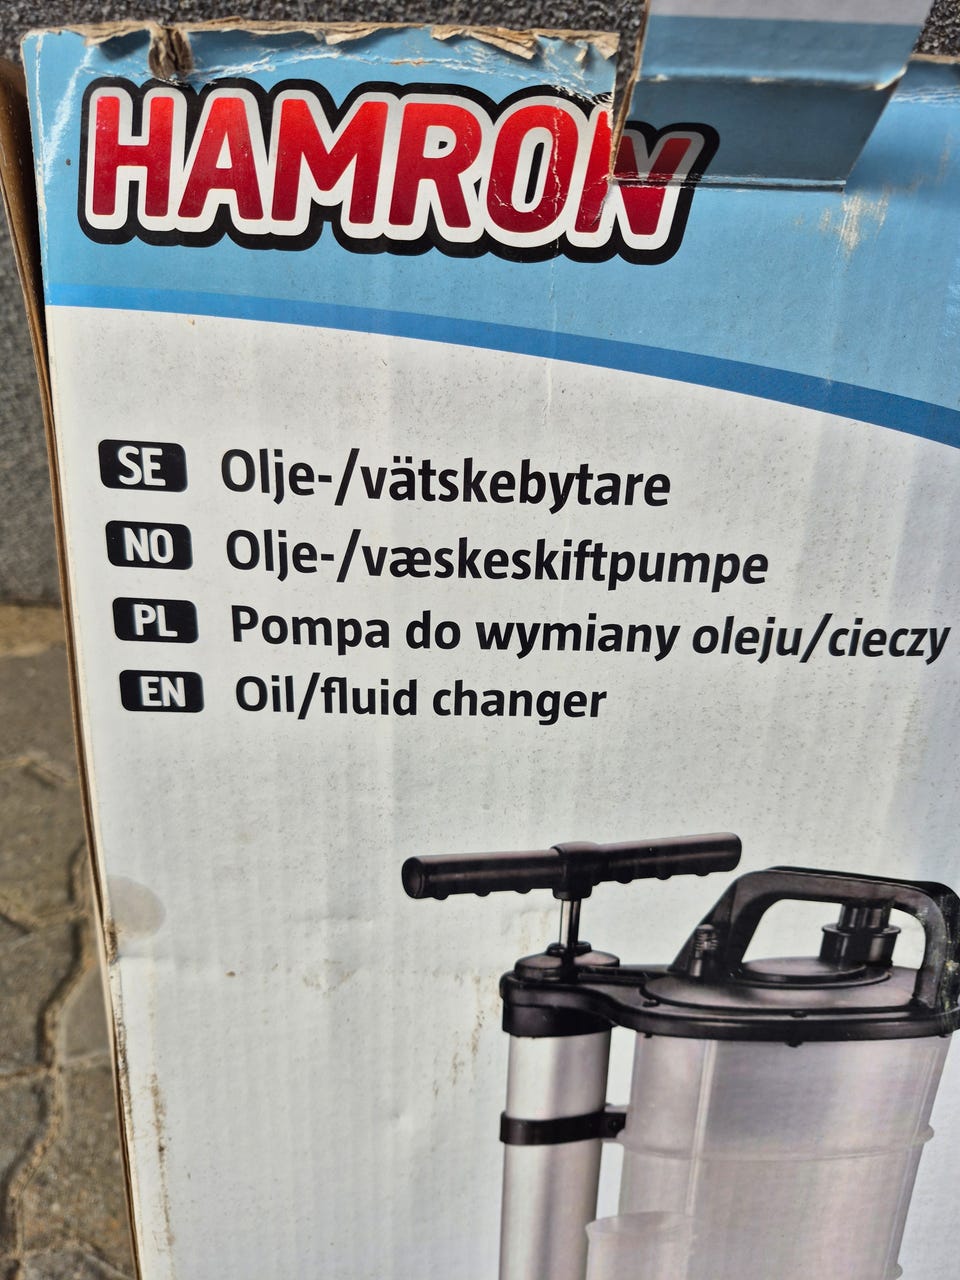 HAMRON
SE Olje-/vätskebytare
NO Olje-/væskeskiftpumpe
PL Pompa do wymiany oleju/cieczy
EN Oil/fluid changer